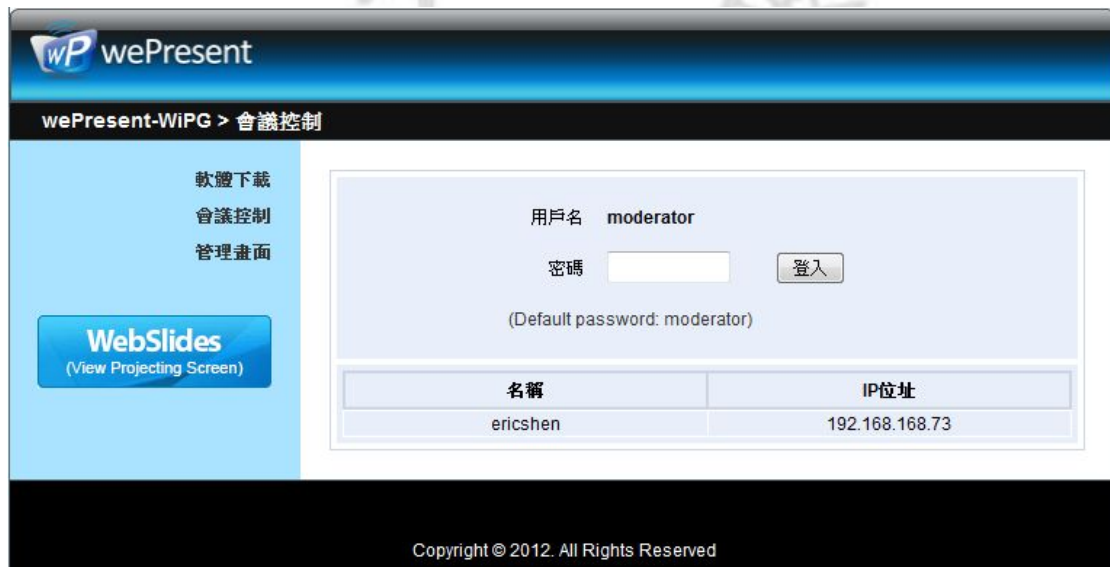 wP wePresent
wePresent-WiPG > 會議控制
軟體下載
會議控制
管理畫面
WebSlides
(View Projecting Screen)
用戶名 moderator
密碼 登入
(Default password: moderator)
名稱 IP位址
ericshen 192.168.168.73
Copyright © 2012. All Rights Reserved